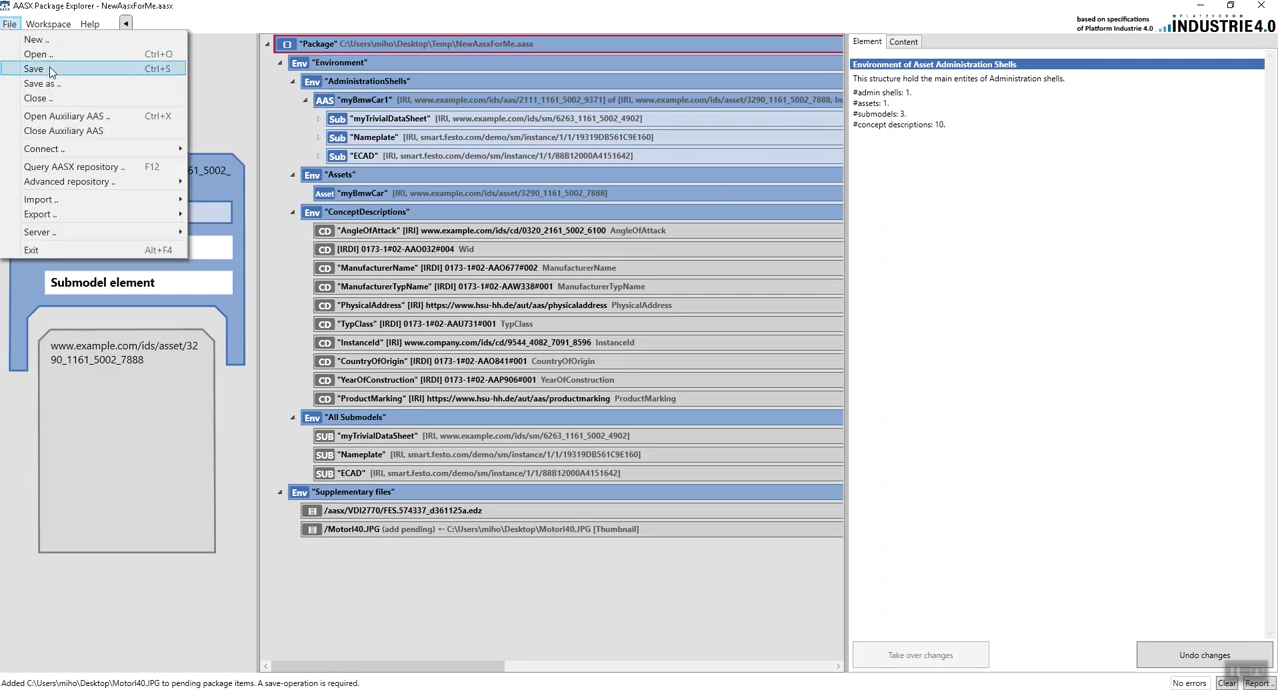 AASX Package Explorer - NewAasxForMe.aasx
File Workspace Help
based on specifications
of Platform Industrie 4.0
PLATTFORM
INDUSTRIE4.0
New ..
Open .. Ctrl+O
Save Ctrl+S
Save as ..
Close ..
Open Auxiliary AAS .. Ctrl+X
Close Auxiliary AAS
Connect ..
Query AASX repository .. F12
Advanced repository ..
Import ..
Export ..
Server ..
Exit Alt+F4
61_5002_
Submodel element
www.example.com/ids/asset/32
90_1161_5002_7888
"Package" C:\Users\miho\Desktop\Temp\NewAasxForMe.aasx
Env "Environment"
Env "AdministrationShells"
AAS "myBmwCar1" [IRI, www.example.com/ids/aas/2111_1161_5002_9371] of [IRI, www.example.com/ids/asset/3290_1161_5002_7888, In
Sub "myTrivialDataSheet" [IRI, www.example.com/ids/sm/6263_1161_5002_4902]
Sub "Nameplate" [IRI, smart.festo.com/demo/sm/instance/1/1/19319DB561C9E160]
Sub "ECAD" [IRI, smart.festo.com/demo/sm/instance/1/1/88B12000A4151642]
Env "Assets"
Asset "myBmwCar" [IRI, www.example.com/ids/asset/3290_1161_5002_7888]
Env "ConceptDescriptions"
CD "AngleOfAttack" [IRI] www.example.com/ids/cd/0320_2161_5002_6100 AngleOfAttack
CD [IRDI] 0173-1#02-AAO032#004 Wid
CD "ManufacturerName" [IRDI] 0173-1#02-AAO677#002 ManufacturerName
CD "ManufacturerTypName" [IRDI] 0173-1#02-AAW338#001 ManufacturerTypName
CD "PhysicalAddress" [IRI] https://www.hsu-hh.de/aut/aas/physicaladdress PhysicalAddress
CD "TypClass" [IRDI] 0173-1#02-AAU731#001 TypClass
CD "InstanceId" [IRI] www.company.com/ids/cd/9544_4082_7091_8596 InstanceId
CD "CountryOfOrigin" [IRDI] 0173-1#02-AAO841#001 CountryOfOrigin
CD "YearOfConstruction" [IRDI] 0173-1#02-AAP906#001 YearOfConstruction
CD "ProductMarking" [IRI] https://www.hsu-hh.de/aut/aas/productmarking ProductMarking
Env "All Submodels"
SUB "myTrivialDataSheet" [IRI, www.example.com/ids/sm/6263_1161_5002_4902]
SUB "Nameplate" [IRI, smart.festo.com/demo/sm/instance/1/1/19319DB561C9E160]
SUB "ECAD" [IRI, smart.festo.com/demo/sm/instance/1/1/88B12000A4151642]
Env "Supplementary files"
/aasx/VDI2770/FES.574337_d361125a.edz
/MotorI40.JPG (add pending) ← C:\Users\miho\Desktop\MotorI40.JPG [Thumbnail]
Element Content
Environment of Asset Administration Shells
This structure hold the main entites of Administration shells.
#admin shells: 1.
#assets: 1.
#submodels: 3.
#concept descriptions: 10.
Take over changes Undo changes
Added C:\Users\miho\Desktop\MotorI40.JPG to pending package items. A save-operation is required.
No errors Clear Report ..